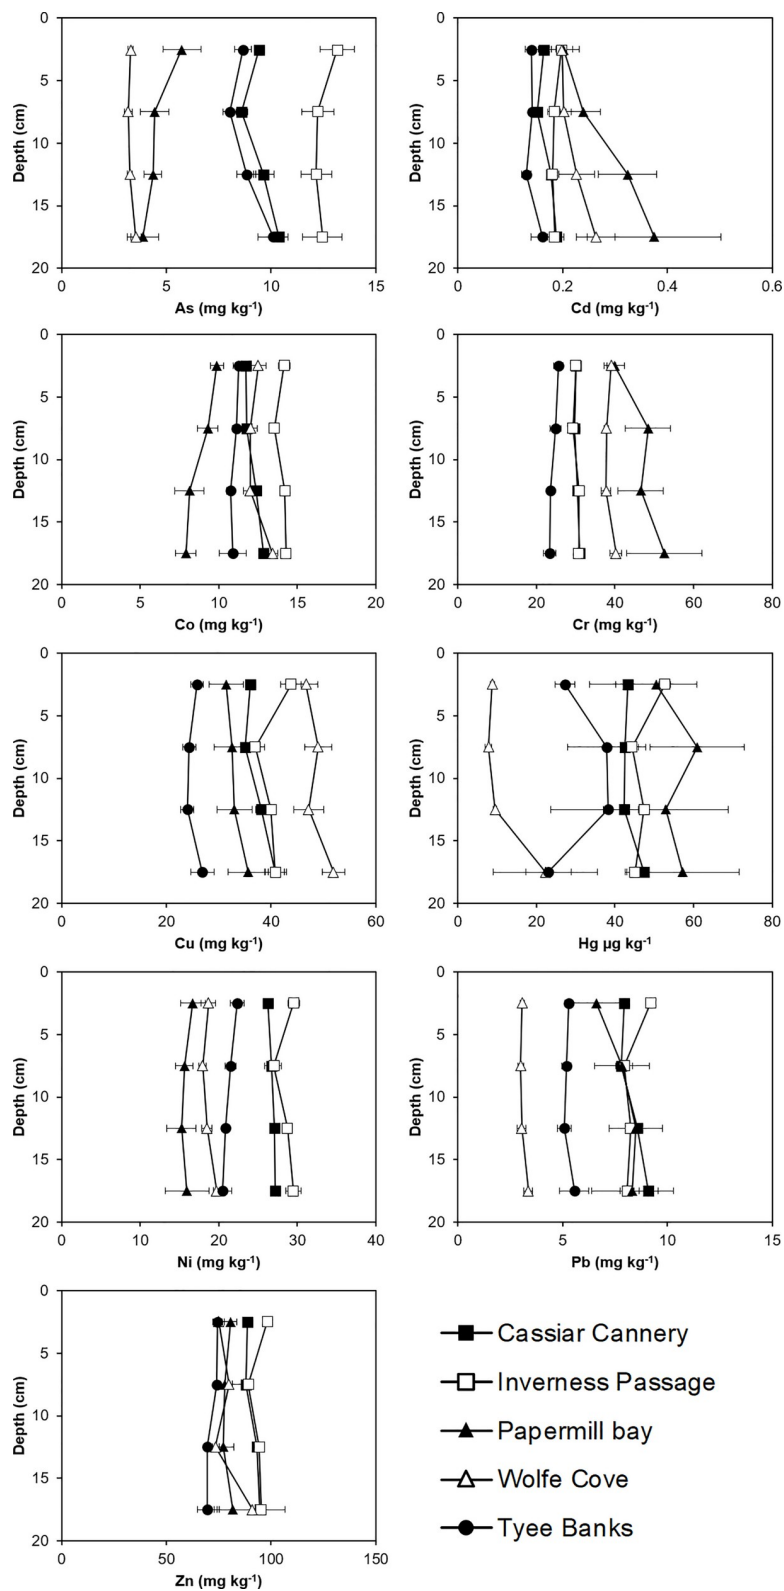 0
5
10
15
20
Depth (cm)
0 5 10 15
As (mg kg⁻¹)
0
5
10
15
20
Depth (cm)
0 0.2 0.4 0.6
Cd (mg kg⁻¹)
0
5
10
15
20
Depth (cm)
0 5 10 15 20
Co (mg kg⁻¹)
0
5
10
15
20
Depth (cm)
0 20 40 60 80
Cr (mg kg⁻¹)
0
5
10
15
20
Depth (cm)
0 20 40 60
Cu (mg kg⁻¹)
0
5
10
15
20
Depth (cm)
0 20 40 60 80
Hg µg kg⁻¹
0
5
10
15
20
Depth (cm)
0 10 20 30 40
Ni (mg kg⁻¹)
0
5
10
15
20
Depth (cm)
0 5 10 15
Pb (mg kg⁻¹)
0
5
10
15
20
Depth (cm)
0 50 100 150
Zn (mg kg⁻¹)
Cassiar Cannery
Inverness Passage
Papermill bay
Wolfe Cove
Tyee Banks